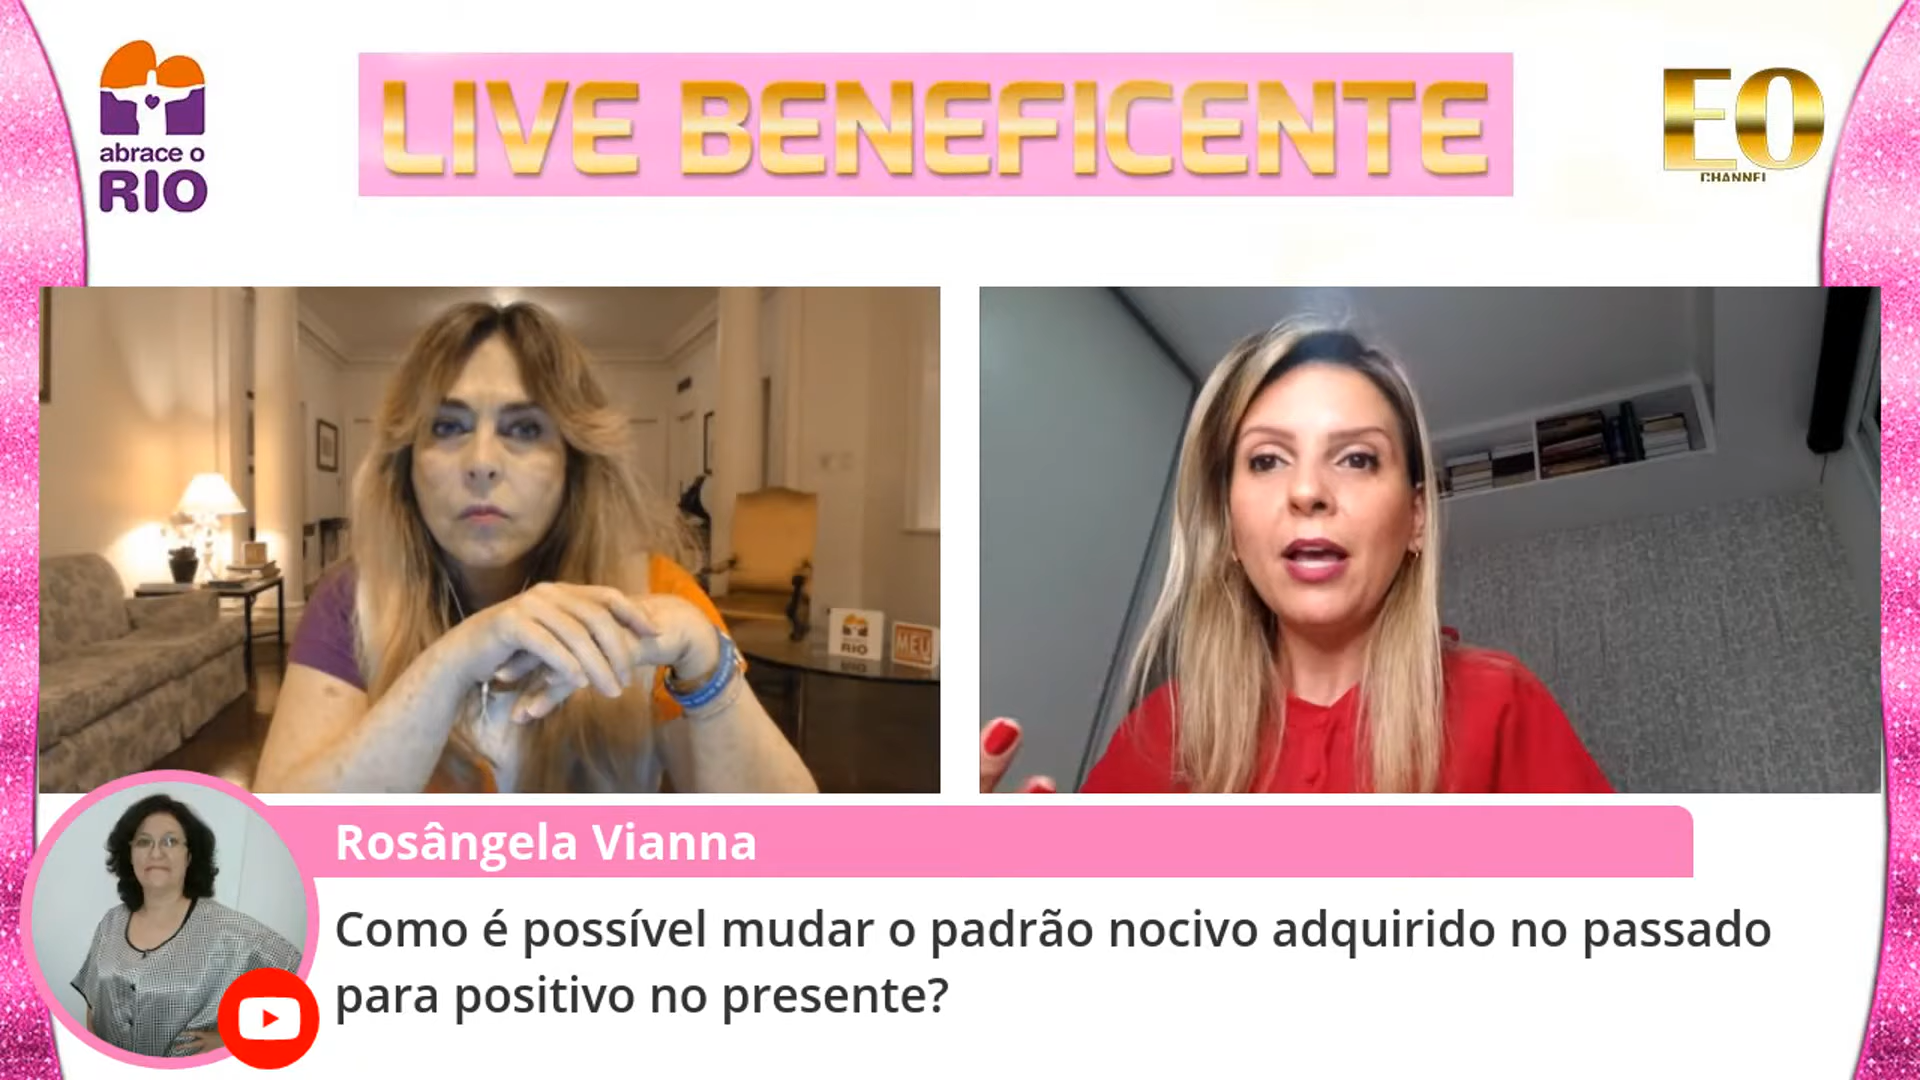 abrace o
RIO
LIVE BENEFICENTE
EO
CHANNEL
RIO
MEU
Rosângela Vianna
Como é possível mudar o padrão nocivo adquirido no passado
para positivo no presente?